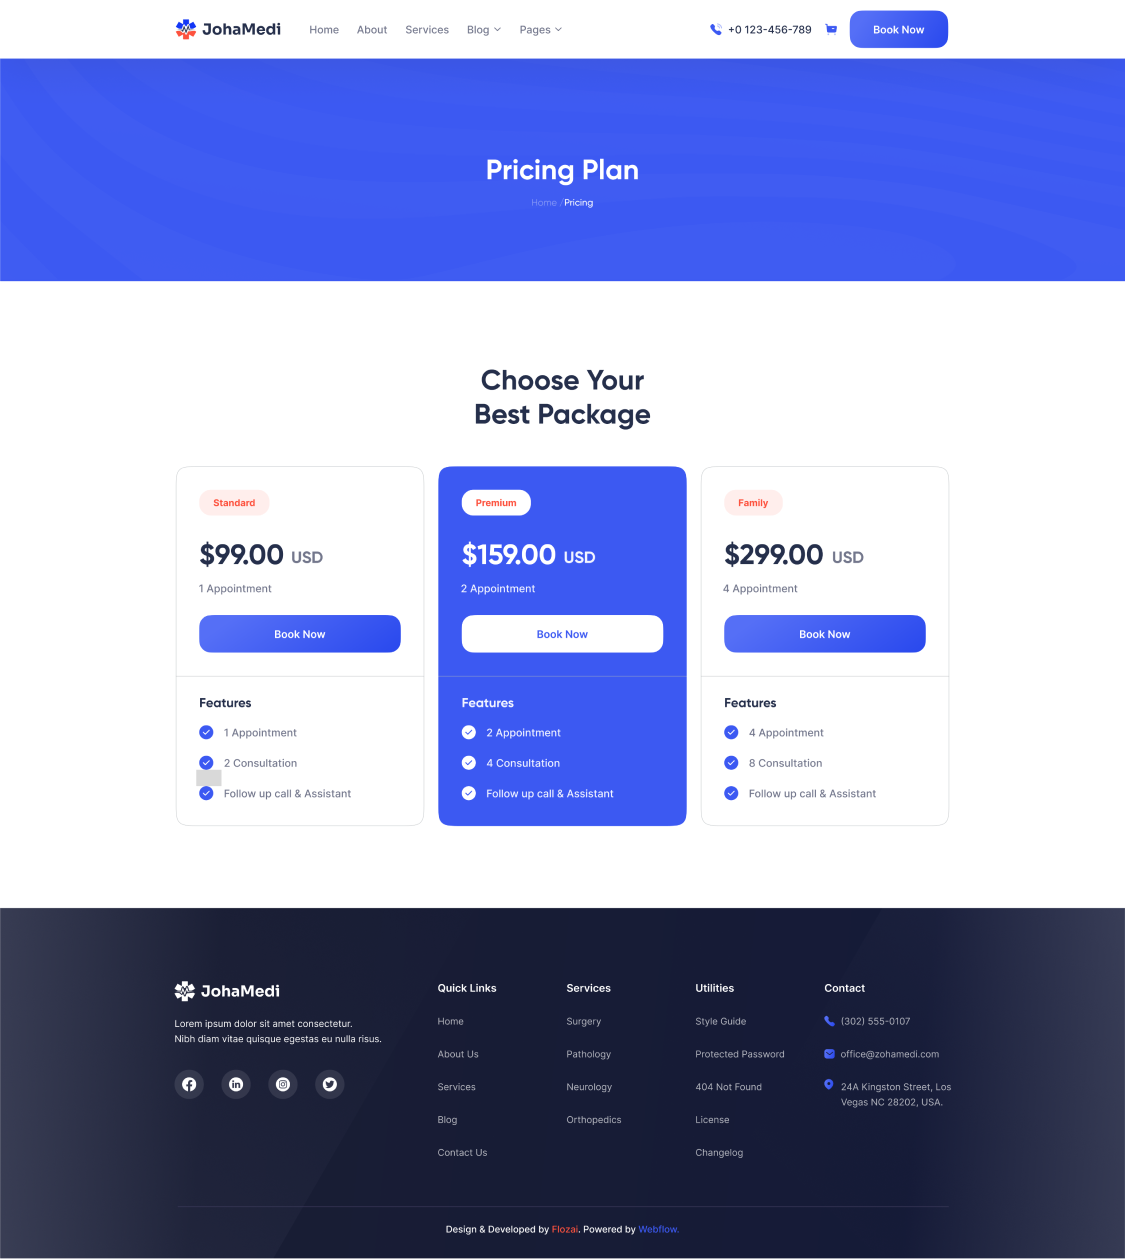 JohaMedi
Home About Services Blog Pages
+0 123-456-789
Book Now
Pricing Plan
Home / Pricing
Choose Your
Best Package
Standard
$99.00 USD
1 Appointment
Book Now
Features
1 Appointment
2 Consultation
Follow up call & Assistant
Premium
$159.00 USD
2 Appointment
Book Now
Features
2 Appointment
4 Consultation
Follow up call & Assistant
Family
$299.00 USD
4 Appointment
Book Now
Features
4 Appointment
8 Consultation
Follow up call & Assistant
JohaMedi
Lorem ipsum dolor sit amet consectetur.
Nibh diam vitae quisque egestas eu nulla risus.
Quick Links
Home
About Us
Services
Blog
Contact Us
Services
Surgery
Pathology
Neurology
Orthopedics
Utilities
Style Guide
Protected Password
404 Not Found
License
Changelog
Contact
(302) 555-0107
office@zohamedi.com
24A Kingston Street, Los
Vegas NC 28202, USA.
Design & Developed by Flozai. Powered by Webflow.